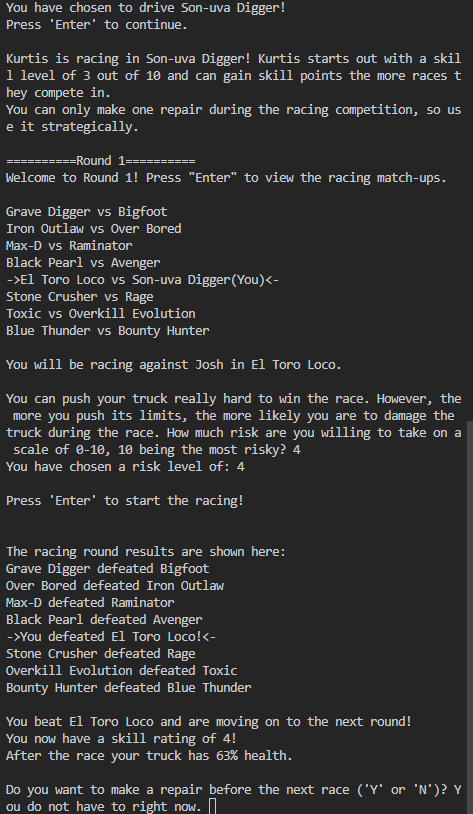 You have chosen to drive Son-uva Digger!
Press 'Enter' to continue.
Kurtis is racing in Son-uva Digger! Kurtis starts out with a skil
l level of 3 out of 10 and can gain skill points the more races t
hey compete in.
You can only make one repair during the racing competition, so us
e it strategically.
==========Round 1==========
Welcome to Round 1! Press "Enter" to view the racing match-ups.
Grave Digger vs Bigfoot
Iron Outlaw vs Over Bored
Max-D vs Raminator
Black Pearl vs Avenger
->El Toro Loco vs Son-uva Digger(You)<-
Stone Crusher vs Rage
Toxic vs Overkill Evolution
Blue Thunder vs Bounty Hunter
You will be racing against Josh in El Toro Loco.
You can push your truck really hard to win the race. However, the
 more you push its limits, the more likely you are to damage the
truck during the race. How much risk are you willing to take on a
 scale of 0-10, 10 being the most risky? 4
You have chosen a risk level of: 4
Press 'Enter' to start the racing!
The racing round results are shown here:
Grave Digger defeated Bigfoot
Over Bored defeated Iron Outlaw
Max-D defeated Raminator
Black Pearl defeated Avenger
->You defeated El Toro Loco!<-
Stone Crusher defeated Rage
Overkill Evolution defeated Toxic
Bounty Hunter defeated Blue Thunder
You beat El Toro Loco and are moving on to the next round!
You now have a skill rating of 4!
After the race your truck has 63% health.
Do you want to make a repair before the next race ('Y' or 'N')? Y
ou do not have to right now.